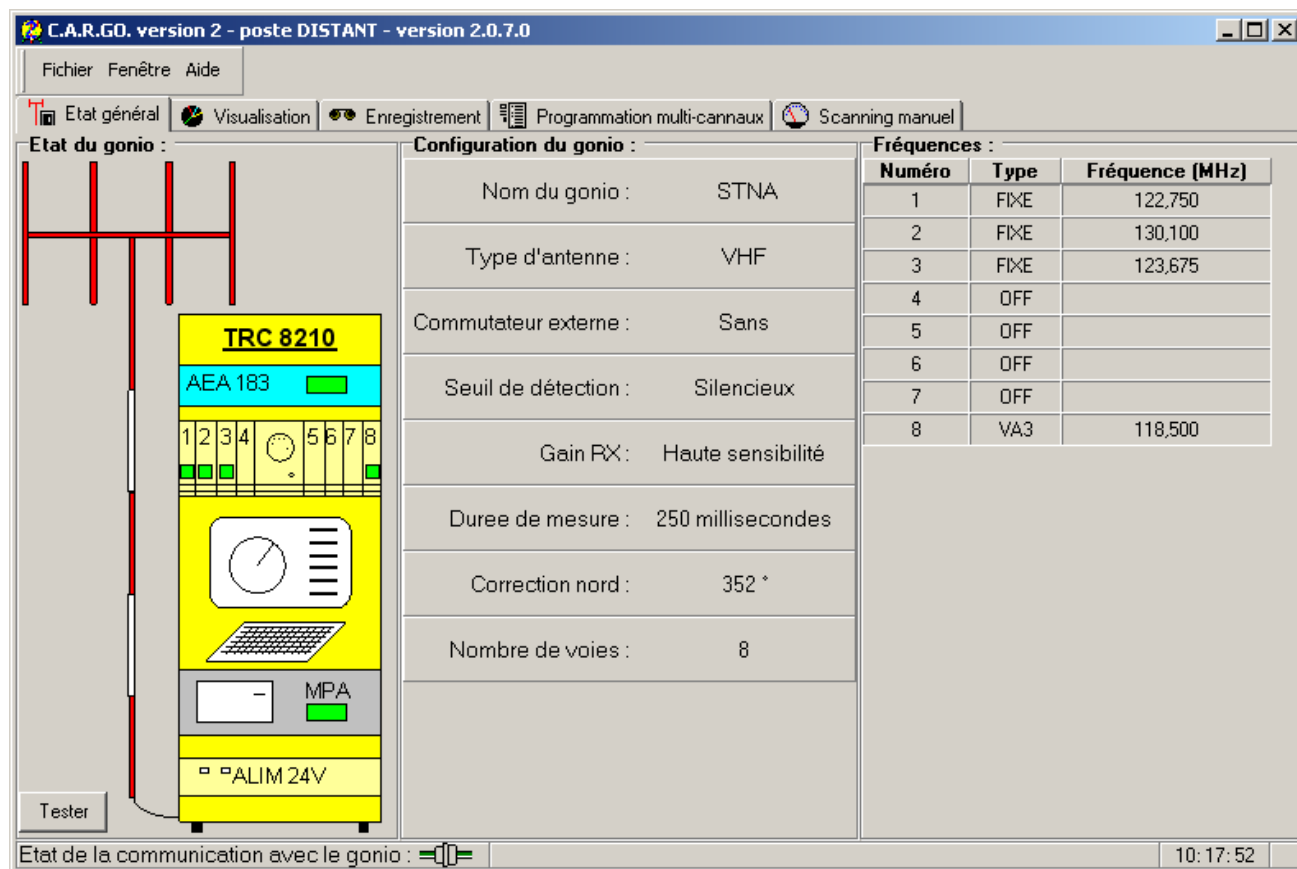 C.A.R.GO. version 2 - poste DISTANT - version 2.0.7.0
Fichier Fenêtre Aide
Etat général Visualisation Enregistrement Programmation multi-cannaux Scanning manuel
Etat du gonio :
TRC 8210
AEA 183
1 2 3 4 5 6 7 8
MPA
ALIM 24V
Tester
Configuration du gonio :
Nom du gonio : STNA
Type d'antenne : VHF
Commutateur externe : Sans
Seuil de détection : Silencieux
Gain RX : Haute sensibilité
Duree de mesure : 250 millisecondes
Correction nord : 352 °
Nombre de voies : 8
Fréquences :
Numéro Type Fréquence (MHz)
1 FIXE 122,750
2 FIXE 130,100
3 FIXE 123,675
4 OFF
5 OFF
6 OFF
7 OFF
8 VA3 118,500
Etat de la communication avec le gonio :
10:17:52